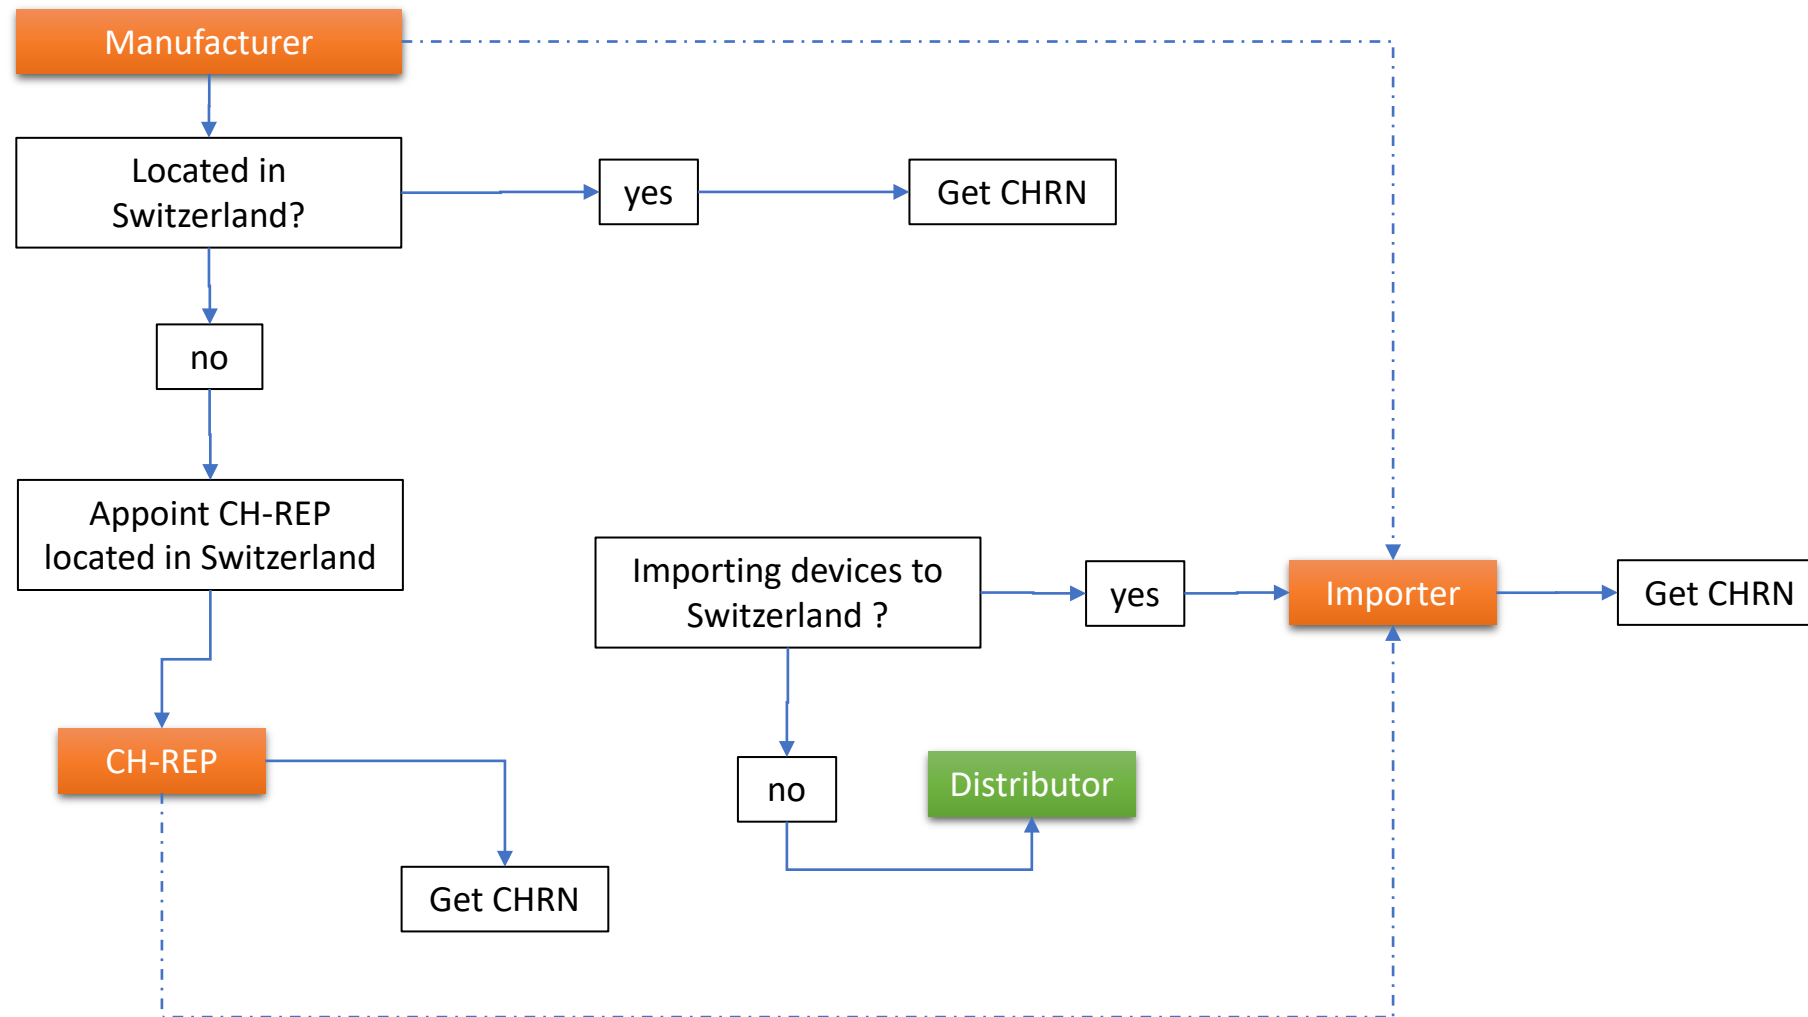 Manufacturer
Located in
Switzerland?
yes
Get CHRN
no
Appoint CH-REP
located in Switzerland
Importing devices to
Switzerland ?
yes
Importer
Get CHRN
CH-REP
no
Distributor
Get CHRN